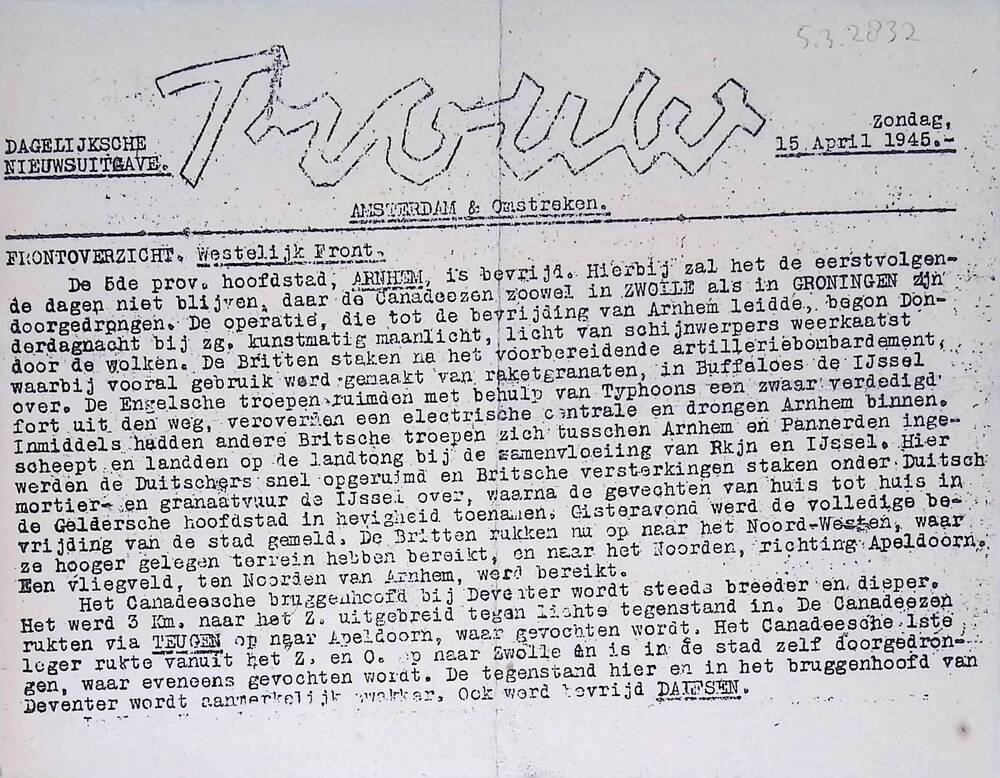 5.3.2832
Trouw
DAGELIJKSCHE
NIEUWSUITGAVE.
Zondag,
15 April 1945.-
AMSTERDAM & Omstreken.
FRONTOVERZICHT. Westelijk Front.
De 5de prov. hoofdstad, ARNHEM, is bevrijd. Hierbij zal het de eerstvolgen-
de dagen niet blijven, daar de Canadeezen zoowel in ZWOLLE als in GRONINGEN zijn
doorgedrongen. De operatie, die tot de bevrijding van Arnhem leidde, begon Don-
derdagnacht bij zg. kunstmatig maanlicht, licht van schijnwerpers weerkaatst
door de wolken. De Britten staken na het voorbereidende artilleriebombardement,
waarbij vooral gebruik werd gemaakt van raketgranaten, in Buffaloes de IJssel
over. De Engelsche troepen ruimden met behulp van Typhoons een zwaar verdedigd
fort uit den weg, veroverden een electrische centrale en drongen Arnhem binnen.
Inmiddels hadden andere Britsche troepen zich tusschen Arnhem en Pannerden inge-
scheept en landden op de landtong bij de samenvloeiing van Rkjn en IJssel. Hier
werden de Duitschers snel opgeruimd en Britsche versterkingen staken onder Duitsch
mortier- en granaatvuur de IJssel over, waarna de gevechten van huis tot huis in
de Geldersche hoofdstad in hevigheid toenamen. Gisteravond werd de volledige be-
vrijding van de stad gemeld. De Britten rukken nu op naar het Noord-Westen, waar
ze hooger gelegen terrein hebben bereikt, en naar het Noorden, richting Apeldoorn.
Een vliegveld, ten Noorden van Arnhem, werd bereikt.
Het Canadeesche bruggenhoofd bij Deventer wordt steeds breeder en dieper.
Het werd 3 Km. naar het Z. uitgebreid tegen lichte tegenstand in. De Canadeezen
rukten via TEUGEN op naar Apeldoorn, waar gevochten wordt. Het Canadeesche 1ste
leger rukte vanuit het Z. en O. op naar Zwolle en is in de stad zelf doorgedron-
gen, waar eveneens gevochten wordt. De tegenstand hier en in het bruggenhoofd van
Deventer wordt aanmerkelijk zwakker. Ook werd bevrijd DALFSEN.